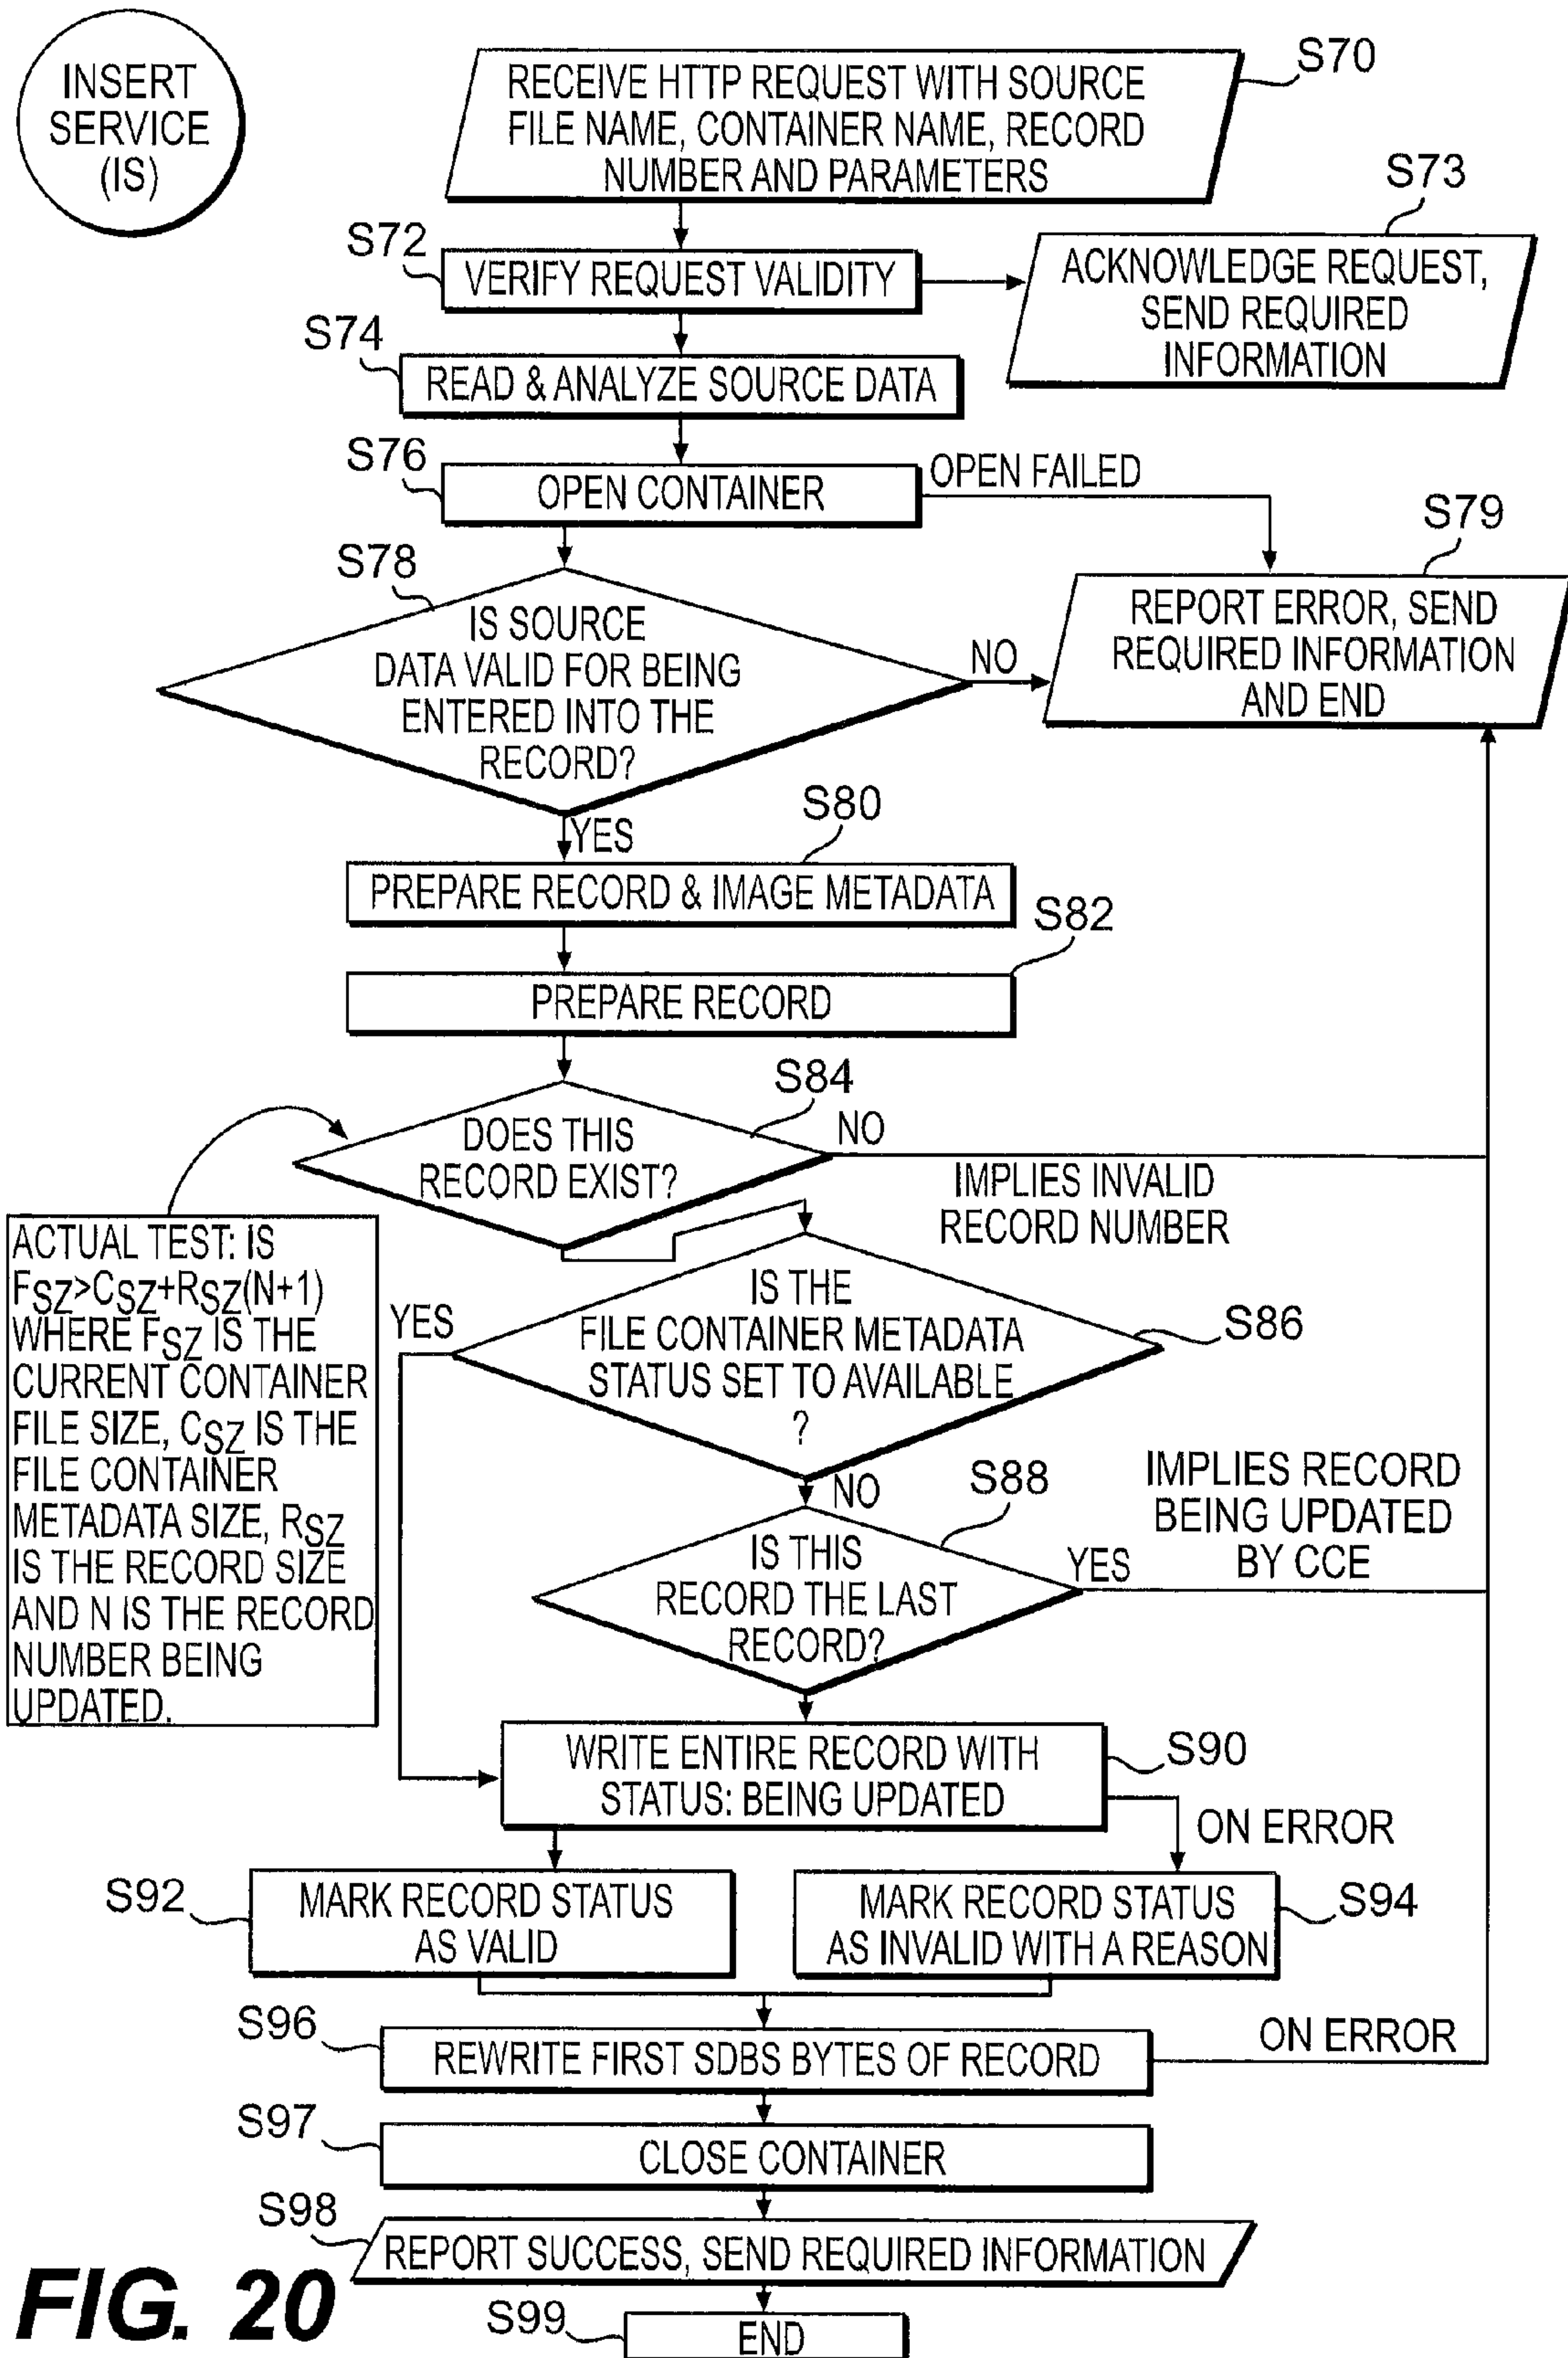 INSERT
SERVICE
(IS)
RECEIVE HTTP REQUEST WITH SOURCE
FILE NAME, CONTAINER NAME, RECORD
NUMBER AND PARAMETERS
S70
S72
VERIFY REQUEST VALIDITY
S73
ACKNOWLEDGE REQUEST,
SEND REQUIRED
INFORMATION
S74
READ & ANALYZE SOURCE DATA
S76
OPEN CONTAINER
OPEN FAILED
S78
IS SOURCE
DATA VALID FOR BEING
ENTERED INTO THE
RECORD?
NO
S79
REPORT ERROR, SEND
REQUIRED INFORMATION
AND END
YES
S80
PREPARE RECORD & IMAGE METADATA
S82
PREPARE RECORD
S84
DOES THIS
RECORD EXIST?
NO
IMPLIES INVALID
RECORD NUMBER
ACTUAL TEST: IS
FSZ>CSZ+RSZ(N+1)
WHERE FSZ IS THE
CURRENT CONTAINER
FILE SIZE, CSZ IS THE
FILE CONTAINER
METADATA SIZE, RSZ
IS THE RECORD SIZE
AND N IS THE RECORD
NUMBER BEING
UPDATED.
YES
IS THE
FILE CONTAINER METADATA
STATUS SET TO AVAILABLE
?
S86
NO
S88
IS THIS
RECORD THE LAST
RECORD?
YES
IMPLIES RECORD
BEING UPDATED
BY CCE
WRITE ENTIRE RECORD WITH
STATUS: BEING UPDATED
S90
ON ERROR
S92
MARK RECORD STATUS
AS VALID
MARK RECORD STATUS
AS INVALID WITH A REASON
S94
S96
REWRITE FIRST SDBS BYTES OF RECORD
ON ERROR
S97
CLOSE CONTAINER
S98
REPORT SUCCESS, SEND REQUIRED INFORMATION
S99
END
FIG. 20